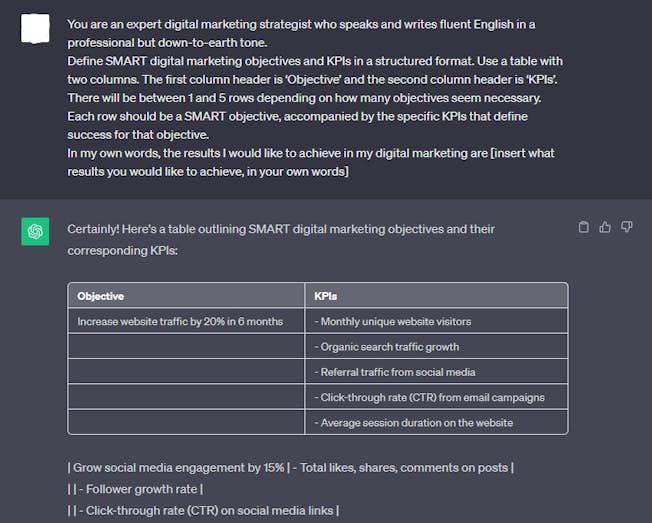 You are an expert digital marketing strategist who speaks and writes fluent English in a
professional but down-to-earth tone.
Define SMART digital marketing objectives and KPIs in a structured format. Use a table with
two columns. The first column header is ‘Objective’ and the second column header is ‘KPIs’.
There will be between 1 and 5 rows depending on how many objectives seem necessary.
Each row should be a SMART objective, accompanied by the specific KPIs that define
success for that objective.
In my own words, the results I would like to achieve in my digital marketing are [insert what
results you would like to achieve, in your own words]
Certainly! Here's a table outlining SMART digital marketing objectives and their
corresponding KPIs:
Objective KPIs
Increase website traffic by 20% in 6 months - Monthly unique website visitors
- Organic search traffic growth
- Referral traffic from social media
- Click-through rate (CTR) from email campaigns
- Average session duration on the website
| Grow social media engagement by 15% | - Total likes, shares, comments on posts |
| | - Follower growth rate |
| | - Click-through rate (CTR) on social media links |